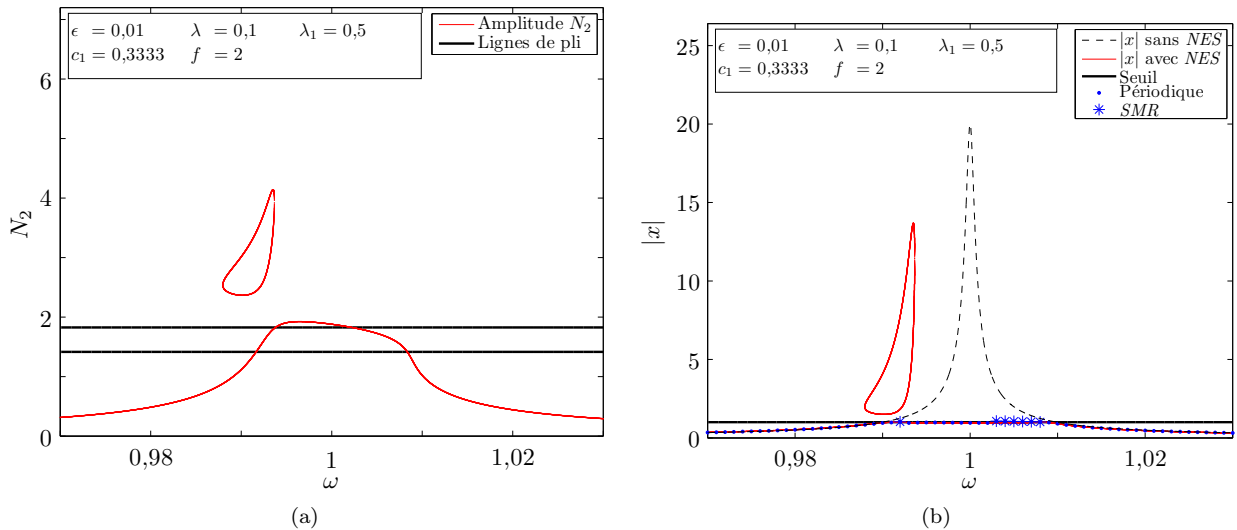 ϵ = 0,01 λ = 0,1 λ₁ = 0,5
c₁ = 0,3333 f = 2
Amplitude N₂
Lignes de pli
6
4
2
0
N₂
0,98 1 1,02
ω
(a)
ϵ = 0,01 λ = 0,1 λ₁ = 0,5
c₁ = 0,3333 f = 2
|x| sans NES
|x| avec NES
Seuil
Périodique
SMR
25
20
15
10
5
0
|x|
0,98 1 1,02
ω
(b)